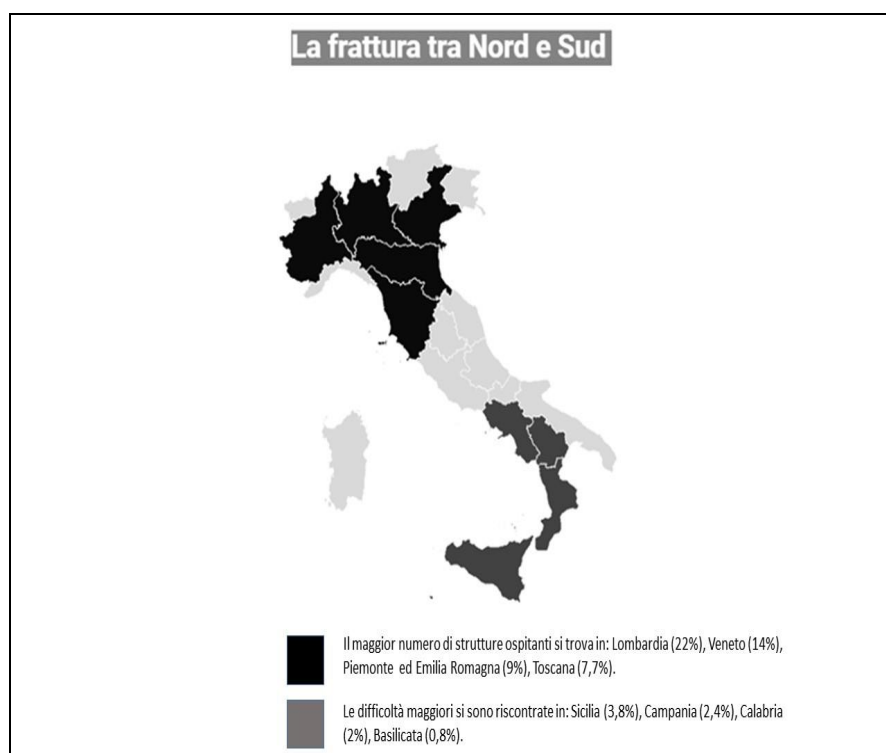 La frattura tra Nord e Sud
Il maggior numero di strutture ospitanti si trova in: Lombardia (22%), Veneto (14%),
Piemonte ed Emilia Romagna (9%), Toscana (7,7%).
Le difficoltà maggiori si sono riscontrate in: Sicilia (3,8%), Campania (2,4%), Calabria
(2%), Basilicata (0,8%).